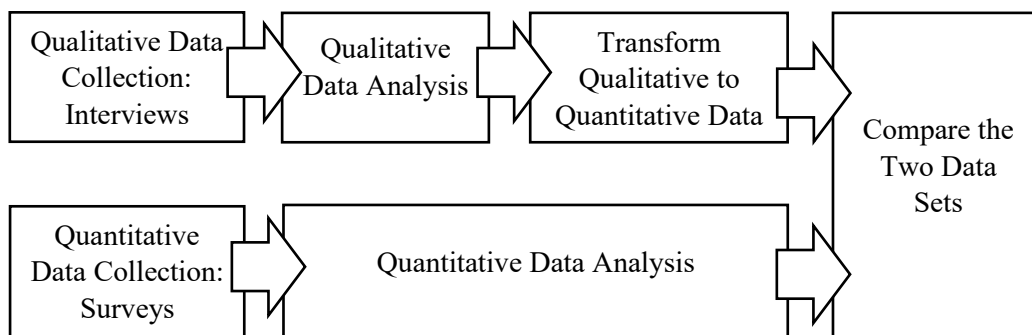 Qualitative Data
Collection:
Interviews
Qualitative
Data Analysis
Transform
Qualitative to
Quantitative Data
Compare the
Two Data
Sets
Quantitative
Data Collection:
Surveys
Quantitative Data Analysis